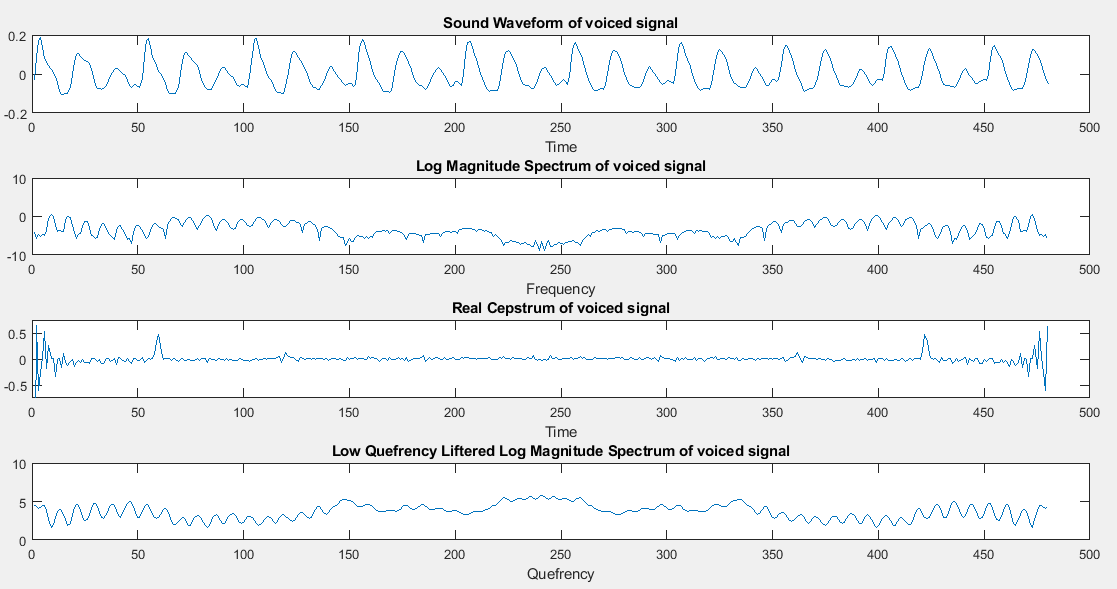 Sound Waveform of voiced signal
0.2
0
-0.2
0 50 100 150 200 250 300 350 400 450 500
Time
Log Magnitude Spectrum of voiced signal
10
0
-10
0 50 100 150 200 250 300 350 400 450 500
Frequency
Real Cepstrum of voiced signal
0.5
0
-0.5
0 50 100 150 200 250 300 350 400 450 500
Time
Low Quefrency Liftered Log Magnitude Spectrum of voiced signal
10
5
0
0 50 100 150 200 250 300 350 400 450 500
Quefrency